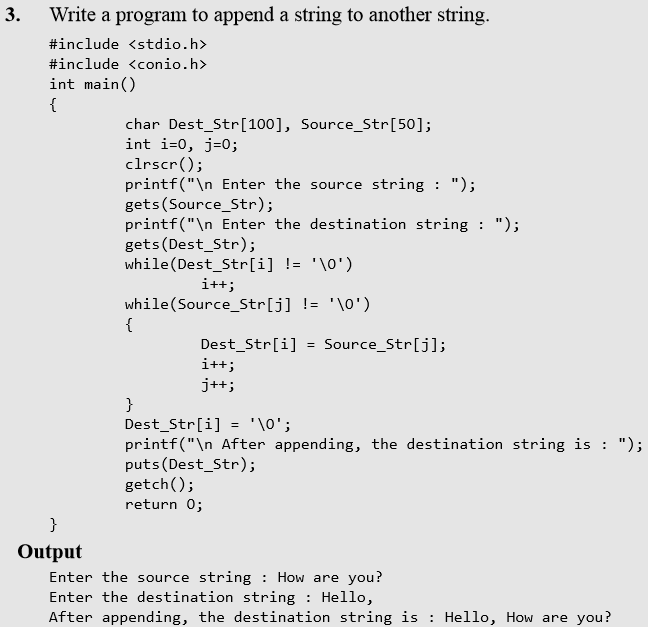 3. Write a program to append a string to another string.
#include <stdio.h>
#include <conio.h>
int main()
{
char Dest_Str[100], Source_Str[50];
int i=0, j=0;
clrscr();
printf("\n Enter the source string : ");
gets(Source_Str);
printf("\n Enter the destination string : ");
gets(Dest_Str);
while(Dest_Str[i] != '\0')
i++;
while(Source_Str[j] != '\0')
{
Dest_Str[i] = Source_Str[j];
i++;
j++;
}
Dest_Str[i] = '\0';
printf("\n After appending, the destination string is : ");
puts(Dest_Str);
getch();
return 0;
}
Output
Enter the source string : How are you?
Enter the destination string : Hello,
After appending, the destination string is : Hello, How are you?